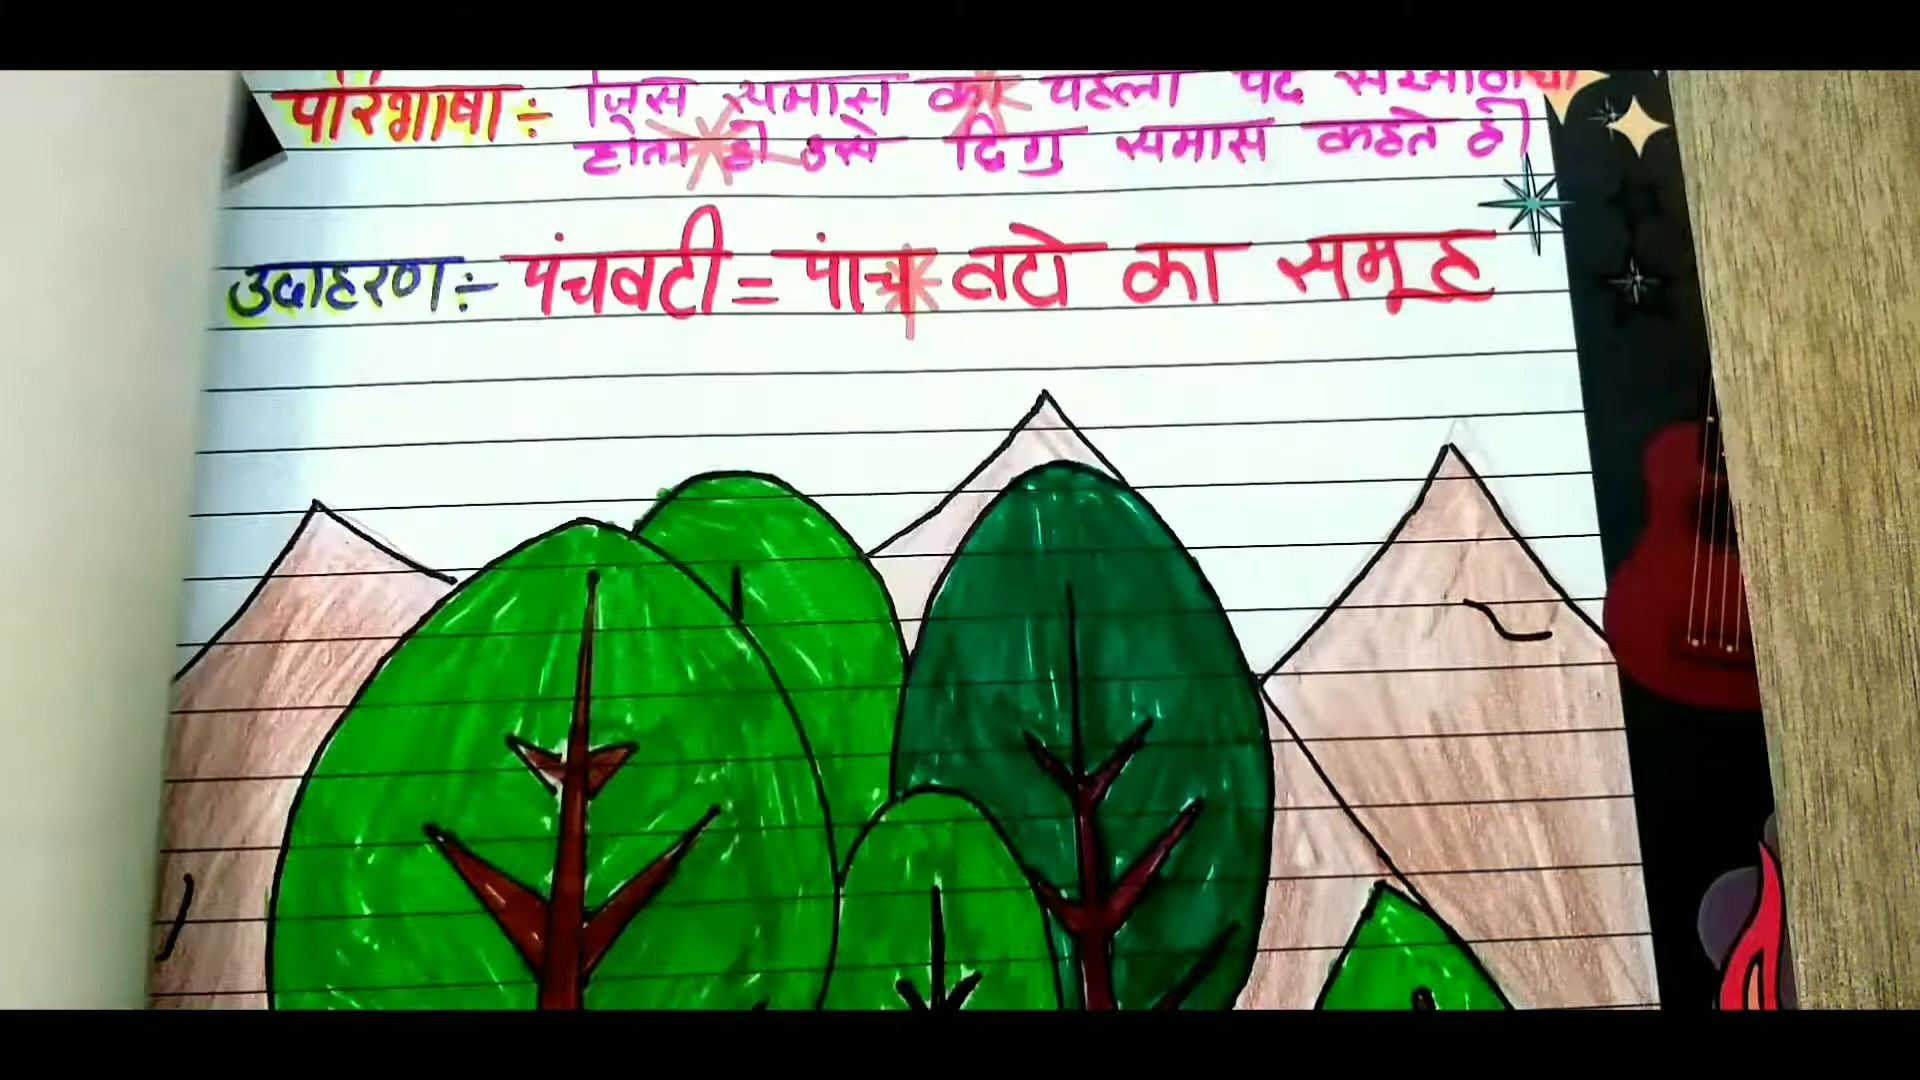 परिभाषा ÷ जिस समास का पहला पद संख्यावाची
होता है उसे द्विगु समास कहते है।
उदाहरण ÷ पंचवटी = पांच वटो का समूह